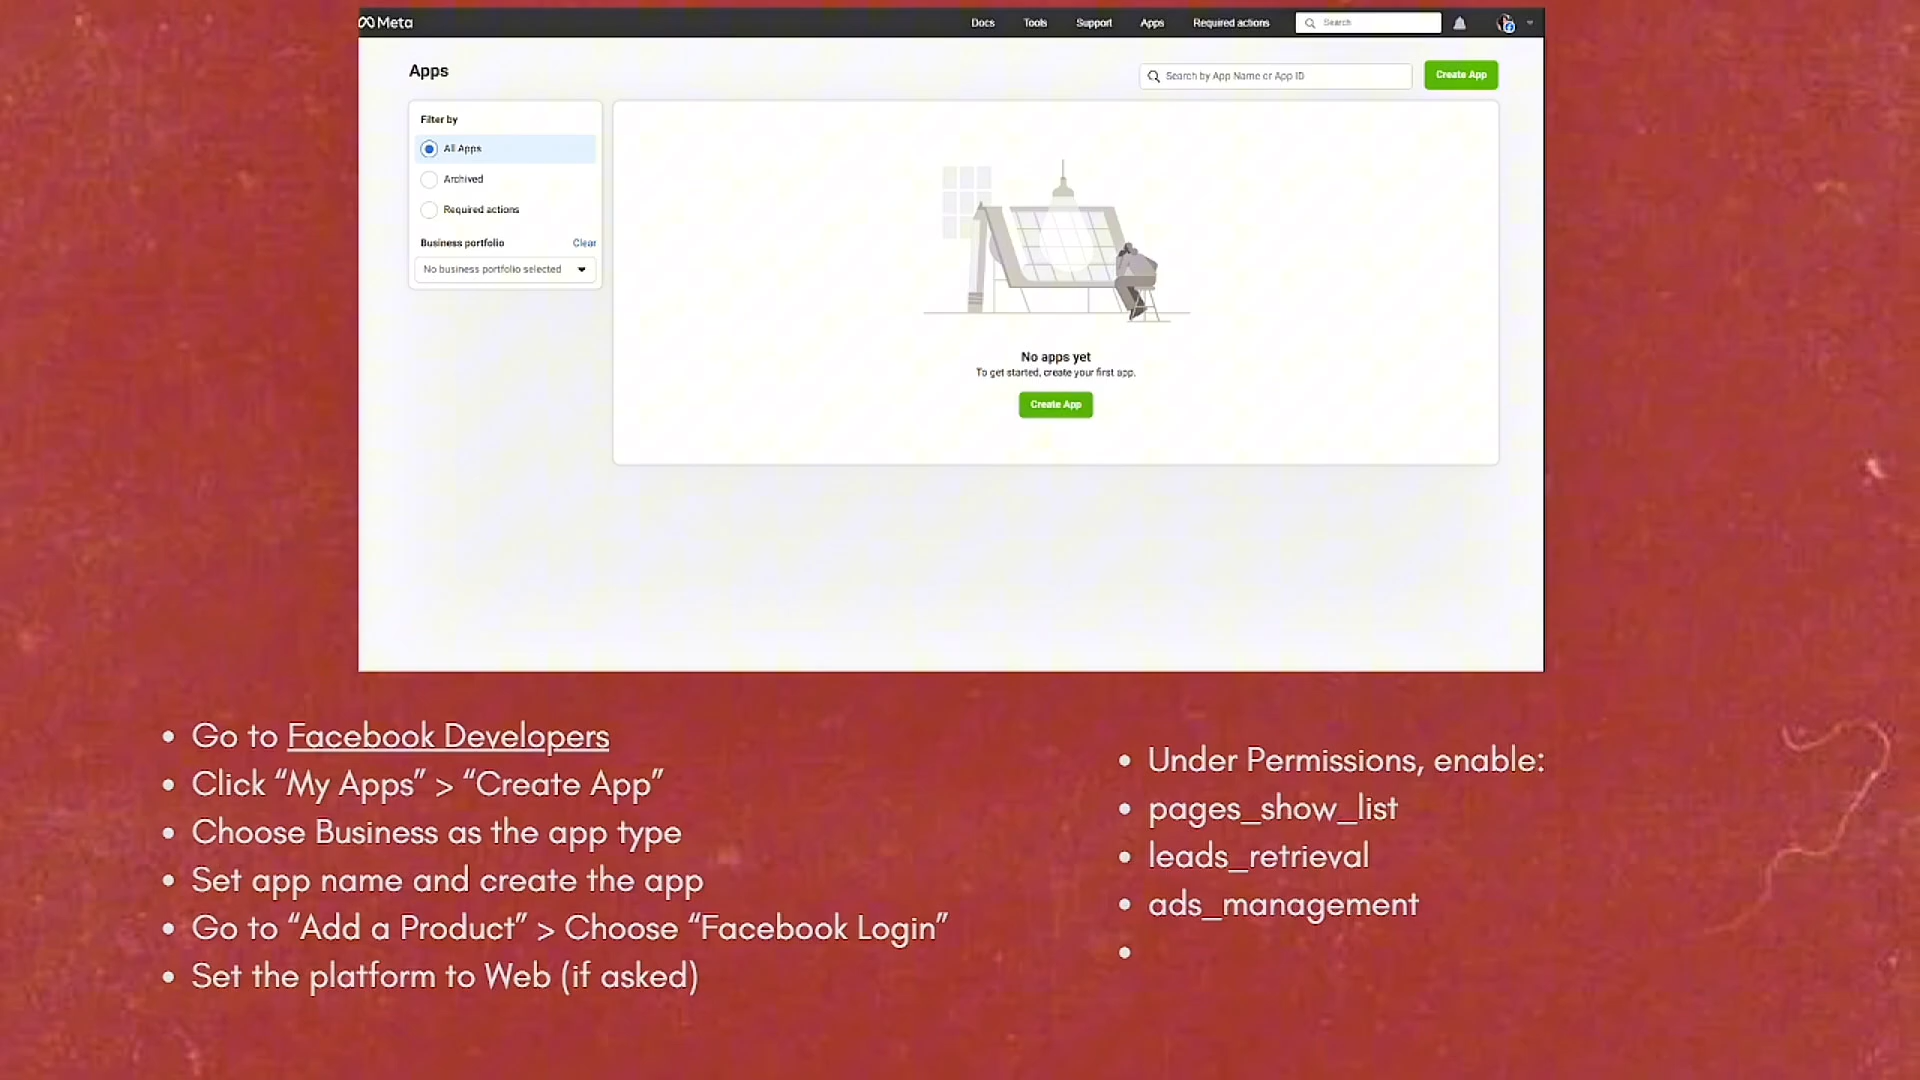 Meta
Docs
Tools
Support
Apps
Required actions
Search
Apps
Search by App Name or App ID
Create App
Filter by
All Apps
Archived
Required actions
Business portfolio
Clear
No business portfolio selected
No apps yet
To get started, create your first app.
Create App
• Go to Facebook Developers
• Click “My Apps” > “Create App”
• Choose Business as the app type
• Set app name and create the app
• Go to “Add a Product” > Choose “Facebook Login”
• Set the platform to Web (if asked)
• Under Permissions, enable:
• pages_show_list
• leads_retrieval
• ads_management
•